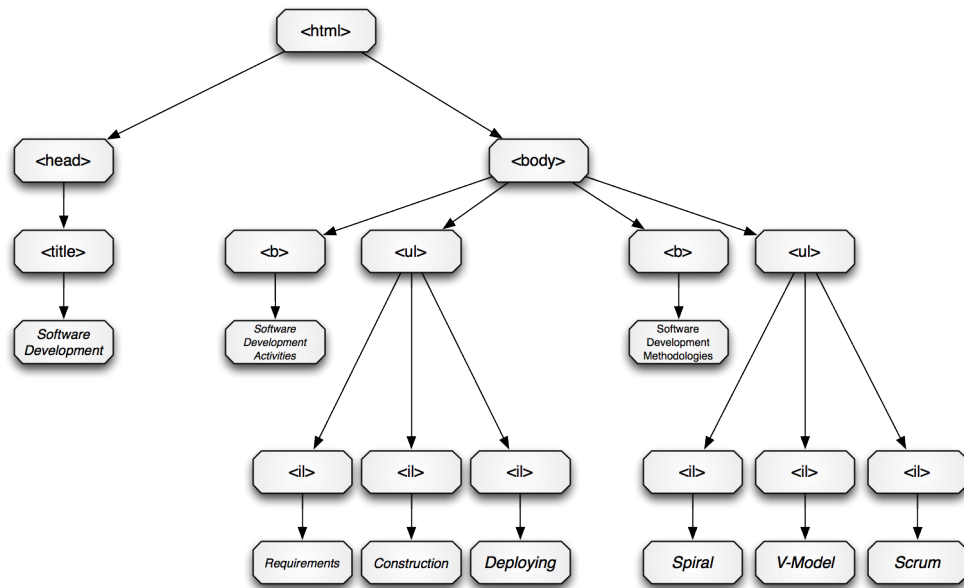 <html>
<head>
<body>
<title>
<b>
<ul>
<b>
<ul>
Software
Development
Software
Development
Activities
Software
Development
Methodologies
<il>
<il>
<il>
<il>
<il>
<il>
Requirements
Construction
Deploying
Spiral
V-Model
Scrum